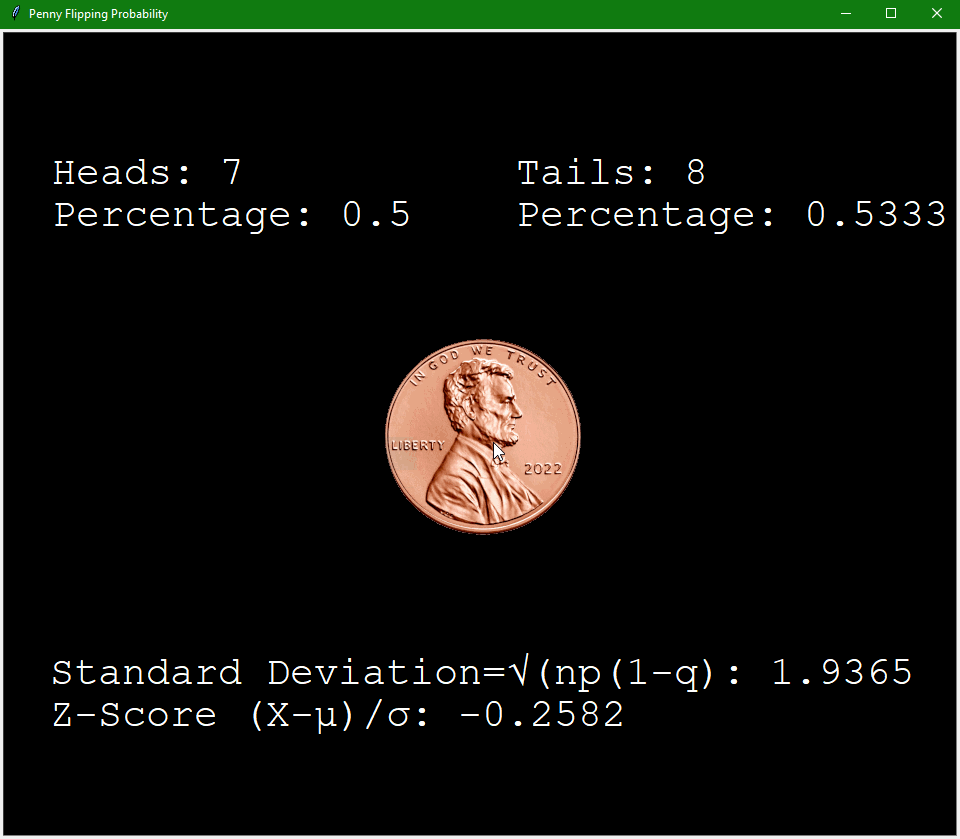 Penny Flipping Probability
Heads: 7
Percentage: 0.5
Tails: 8
Percentage: 0.5333
IN GOD WE TRUST
LIBERTY
2022
Standard Deviation=√(np(1-q): 1.9365
Z-Score (X-μ)/σ: -0.2582